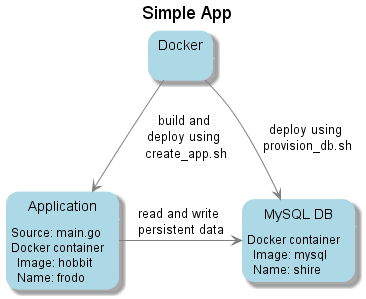 Simple App
Docker
build and
deploy using
create_app.sh
deploy using
provision_db.sh
Application
Source: main.go
Docker container
Image: hobbit
Name: frodo
read and write
persistent data
MySQL DB
Docker container
Image: mysql
Name: shire